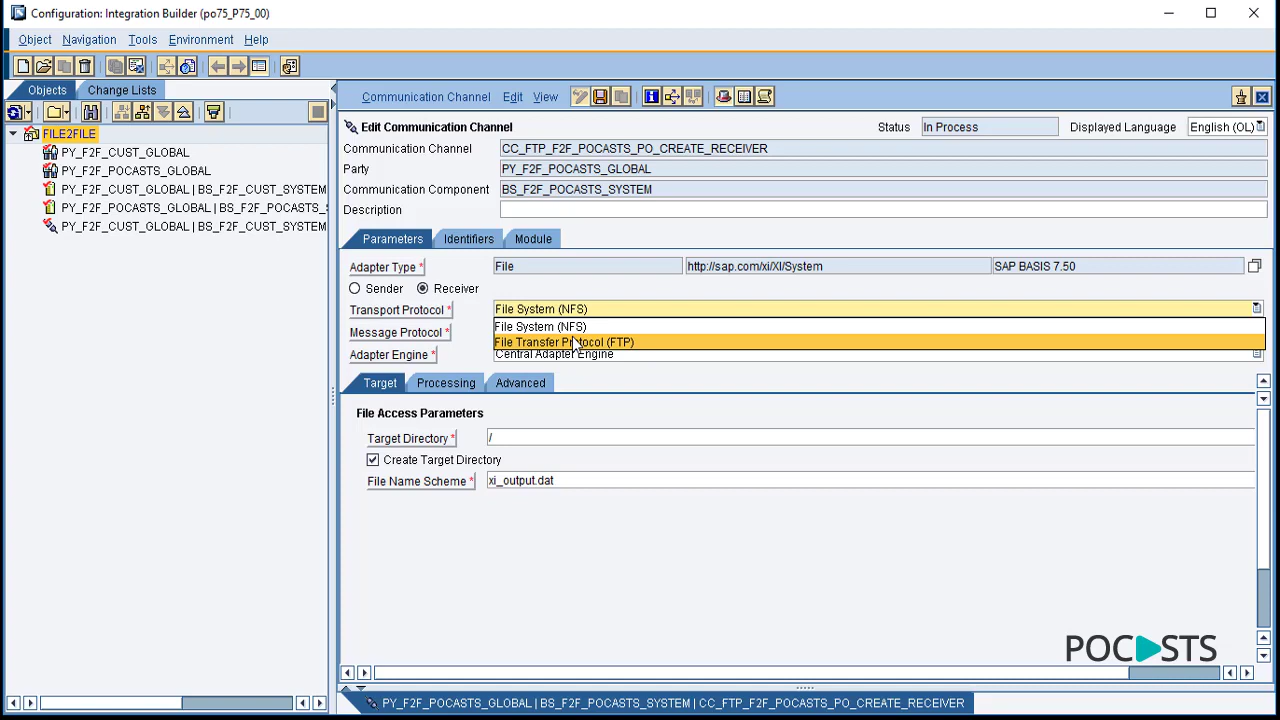 Configuration: Integration Builder (po75_P75_00)
Object Navigation Tools Environment Help
Objects Change Lists
FILE2FILE
PY_F2F_CUST_GLOBAL
PY_F2F_POCASTS_GLOBAL
PY_F2F_CUST_GLOBAL | BS_F2F_CUST_SYSTEM
PY_F2F_POCASTS_GLOBAL | BS_F2F_POCASTS_S
PY_F2F_CUST_GLOBAL | BS_F2F_CUST_SYSTEM
Communication Channel Edit View
Edit Communication Channel Status In Process Displayed Language English (OL)
Communication Channel CC_FTP_F2F_POCASTS_PO_CREATE_RECEIVER
Party PY_F2F_POCASTS_GLOBAL
Communication Component BS_F2F_POCASTS_SYSTEM
Description
Parameters Identifiers Module
Adapter Type * File http://sap.com/xi/XI/System SAP BASIS 7.50
Sender Receiver
Transport Protocol * File System (NFS)
File System (NFS)
Message Protocol *
File Transfer Protocol (FTP)
Adapter Engine * Central Adapter Engine
Target Processing Advanced
File Access Parameters
Target Directory * /
Create Target Directory
File Name Scheme * xi_output.dat
POCASTS
PY_F2F_POCASTS_GLOBAL | BS_F2F_POCASTS_SYSTEM | CC_FTP_F2F_POCASTS_PO_CREATE_RECEIVER